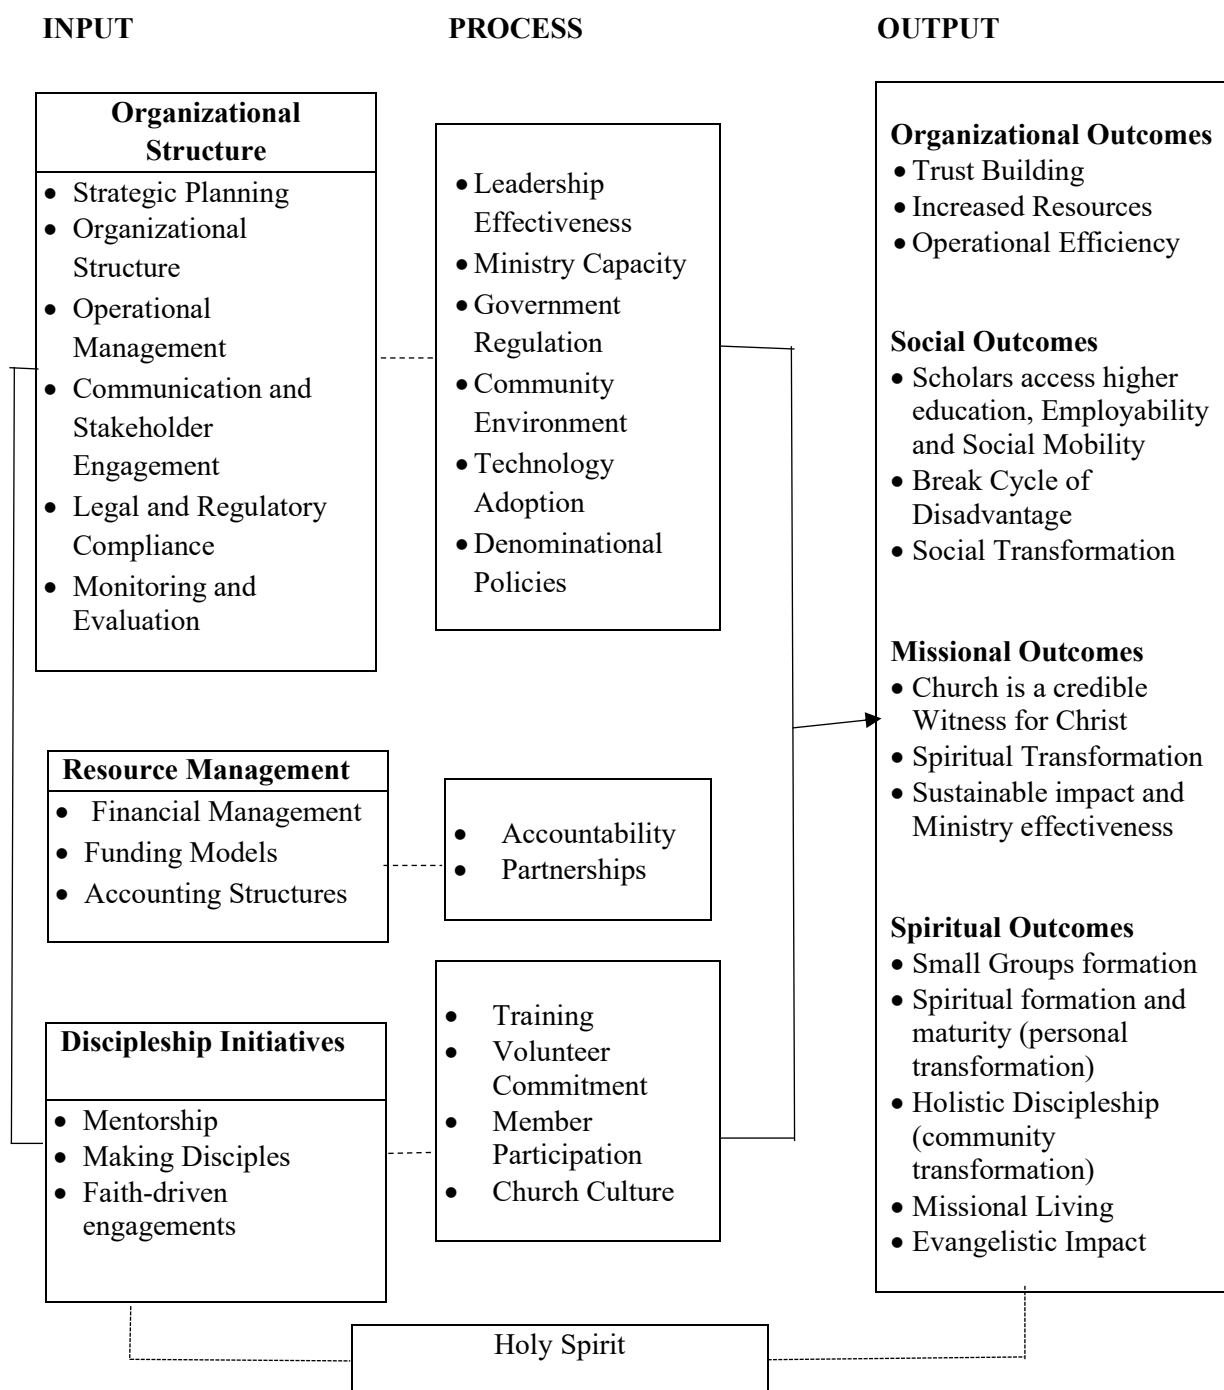 INPUT
PROCESS
OUTPUT
Organizational
Structure
• Strategic Planning
• Organizational
Structure
• Operational
Management
• Communication and
Stakeholder
Engagement
• Legal and Regulatory
Compliance
• Monitoring and
Evaluation
Resource Management
• Financial Management
• Funding Models
• Accounting Structures
Discipleship Initiatives
• Mentorship
• Making Disciples
• Faith-driven
engagements
• Leadership
Effectiveness
• Ministry Capacity
• Government
Regulation
• Community
Environment
• Technology
Adoption
• Denominational
Policies
• Accountability
• Partnerships
• Training
• Volunteer
Commitment
• Member
Participation
• Church Culture
Organizational Outcomes
• Trust Building
• Increased Resources
• Operational Efficiency
Social Outcomes
• Scholars access higher
education, Employability
and Social Mobility
• Break Cycle of
Disadvantage
• Social Transformation
Missional Outcomes
• Church is a credible
Witness for Christ
• Spiritual Transformation
• Sustainable impact and
Ministry effectiveness
Spiritual Outcomes
• Small Groups formation
• Spiritual formation and
maturity (personal
transformation)
• Holistic Discipleship
(community
transformation)
• Missional Living
• Evangelistic Impact
Holy Spirit